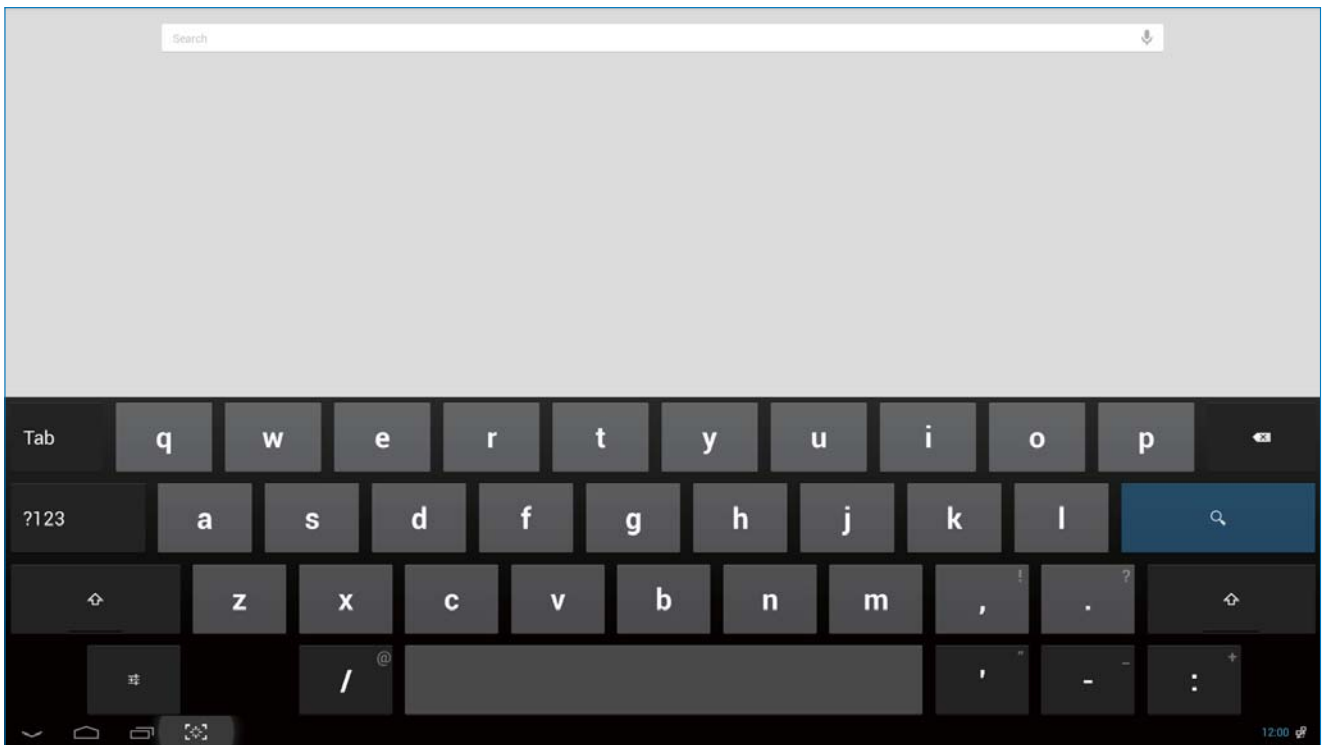 Search
Tab q w e r t y u i o p
?123 a s d f g h j k l
z x c v b n m , ! . ?
/ @ ' " - _ : +
12:00